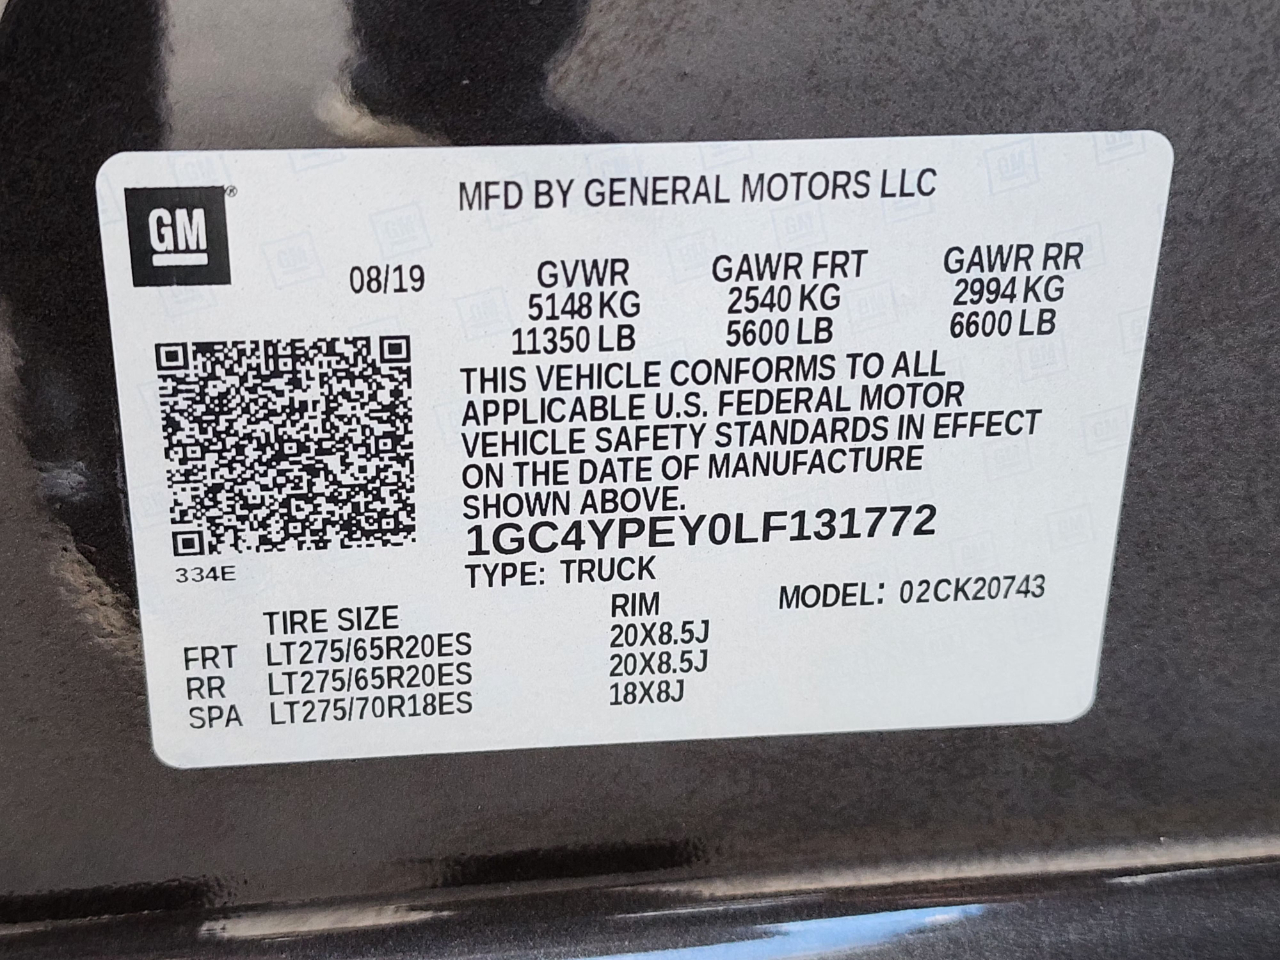 GM®
MFD BY GENERAL MOTORS LLC
08/19
GVWR GAWR FRT GAWR RR
5148 KG 2540 KG 2994 KG
11350 LB 5600 LB 6600 LB
THIS VEHICLE CONFORMS TO ALL
APPLICABLE U.S. FEDERAL MOTOR
VEHICLE SAFETY STANDARDS IN EFFECT
ON THE DATE OF MANUFACTURE
SHOWN ABOVE.
1GC4YPEY0LF131772
334E
TYPE: TRUCK MODEL: 02CK20743
TIRE SIZE RIM
FRT LT275/65R20ES 20X8.5J
RR LT275/65R20ES 20X8.5J
SPA LT275/70R18ES 18X8J